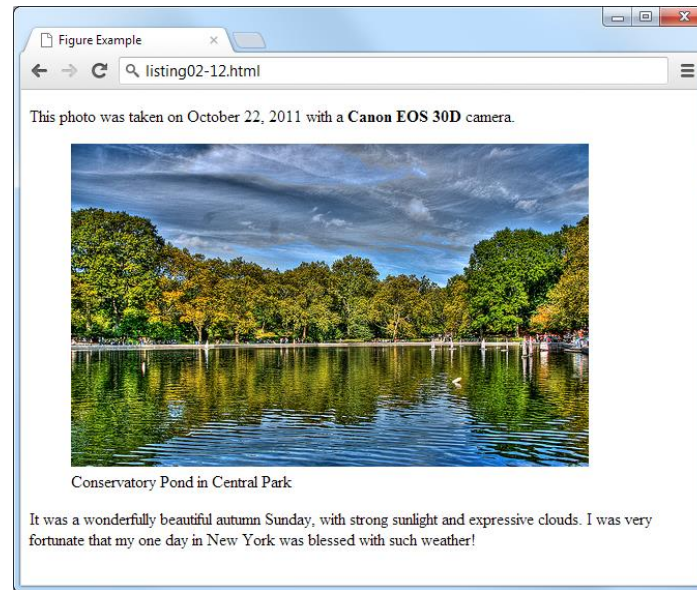 Figure Example
listing02-12.html
This photo was taken on October 22, 2011 with a Canon EOS 30D camera.
Conservatory Pond in Central Park
It was a wonderfully beautiful autumn Sunday, with strong sunlight and expressive clouds. I was very
fortunate that my one day in New York was blessed with such weather!